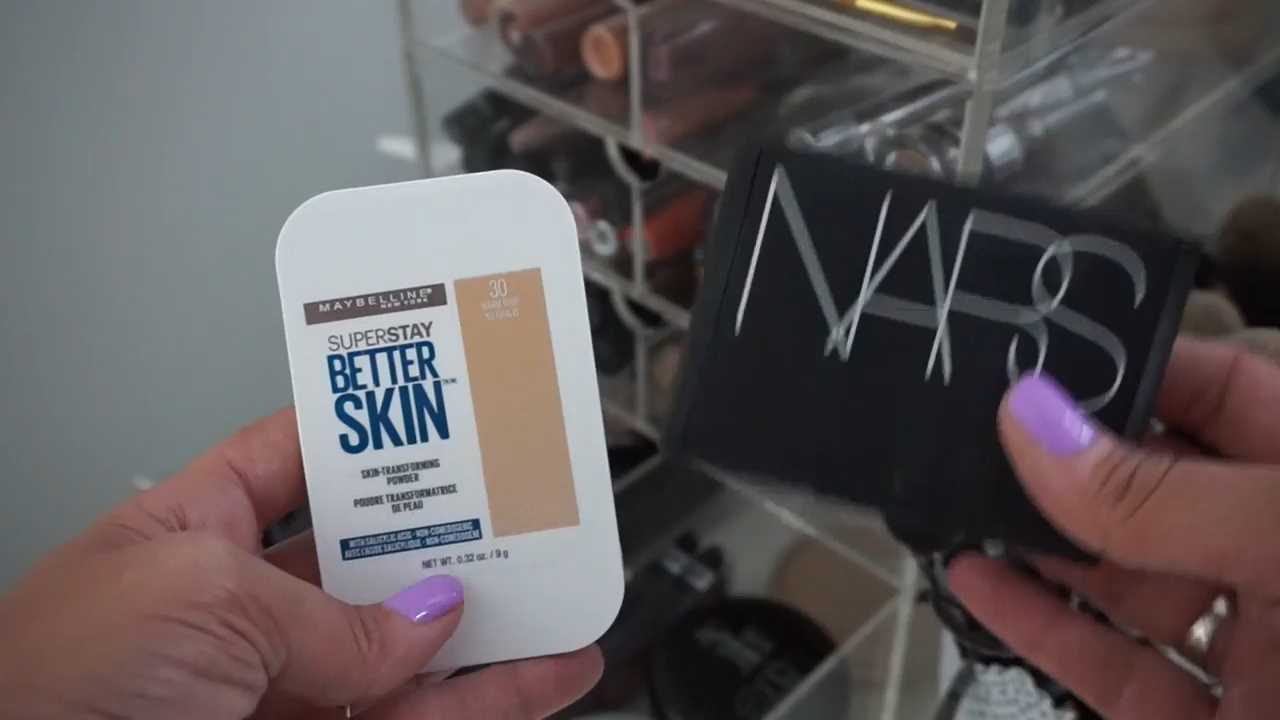 MAYBELLINE®
NEW YORK
SUPERSTAY
BETTER
SKIN™
SKIN-TRANSFORMING
POWDER
POUDRE TRANSFORMATRICE
DE PEAU
WITH SALICYLIC ACID • NON-COMEDOGENIC
AVEC ACIDE SALICYLIQUE • NON-COMÉDOGÈNE
NET WT. 0.32 oz. / 9 g
30
NARS